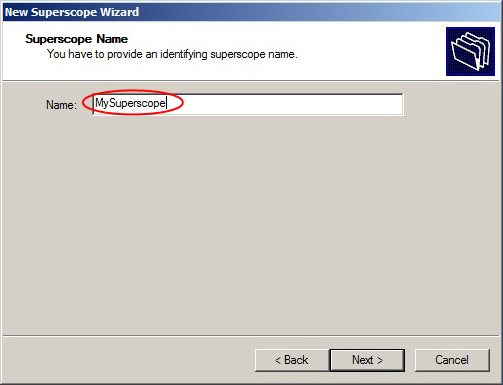 New Superscope Wizard
Superscope Name
You have to provide an identifying superscope name.
Name: MySuperscope
< Back Next > Cancel